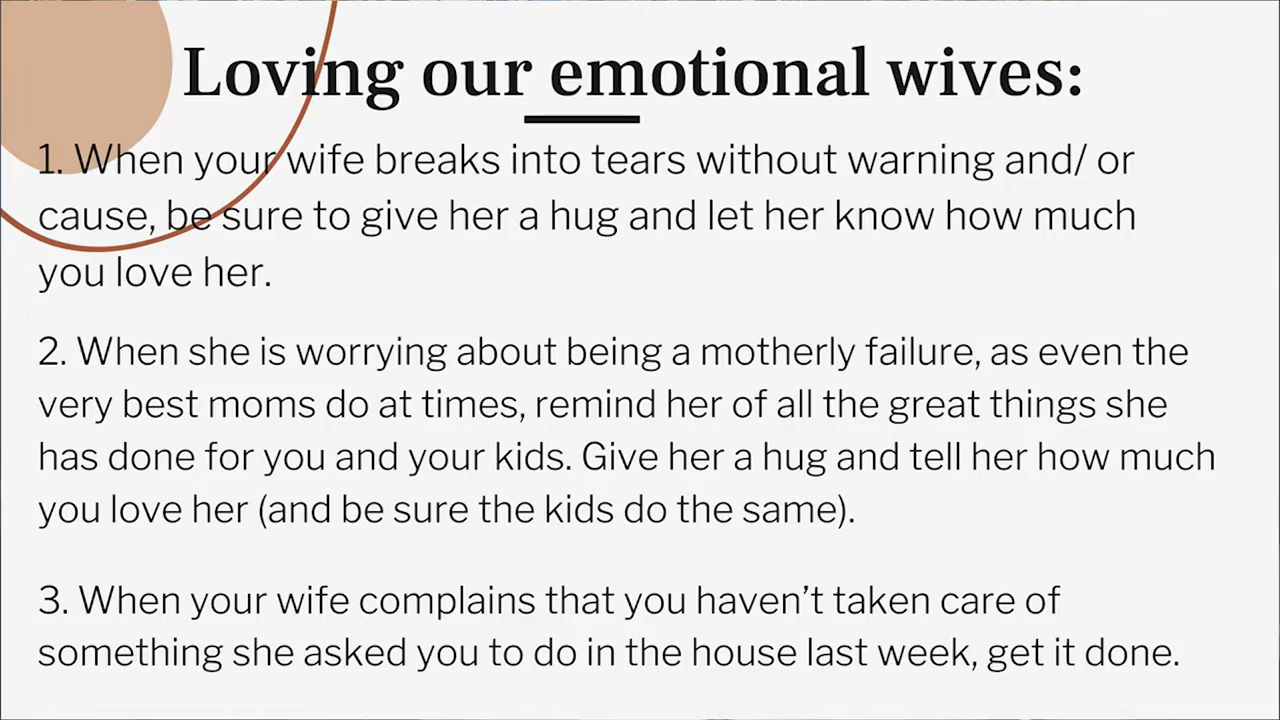 Loving our emotional wives:
1. When your wife breaks into tears without warning and/ or
cause, be sure to give her a hug and let her know how much
you love her.
2. When she is worrying about being a motherly failure, as even the
very best moms do at times, remind her of all the great things she
has done for you and your kids. Give her a hug and tell her how much
you love her (and be sure the kids do the same).
3. When your wife complains that you haven’t taken care of
something she asked you to do in the house last week, get it done.